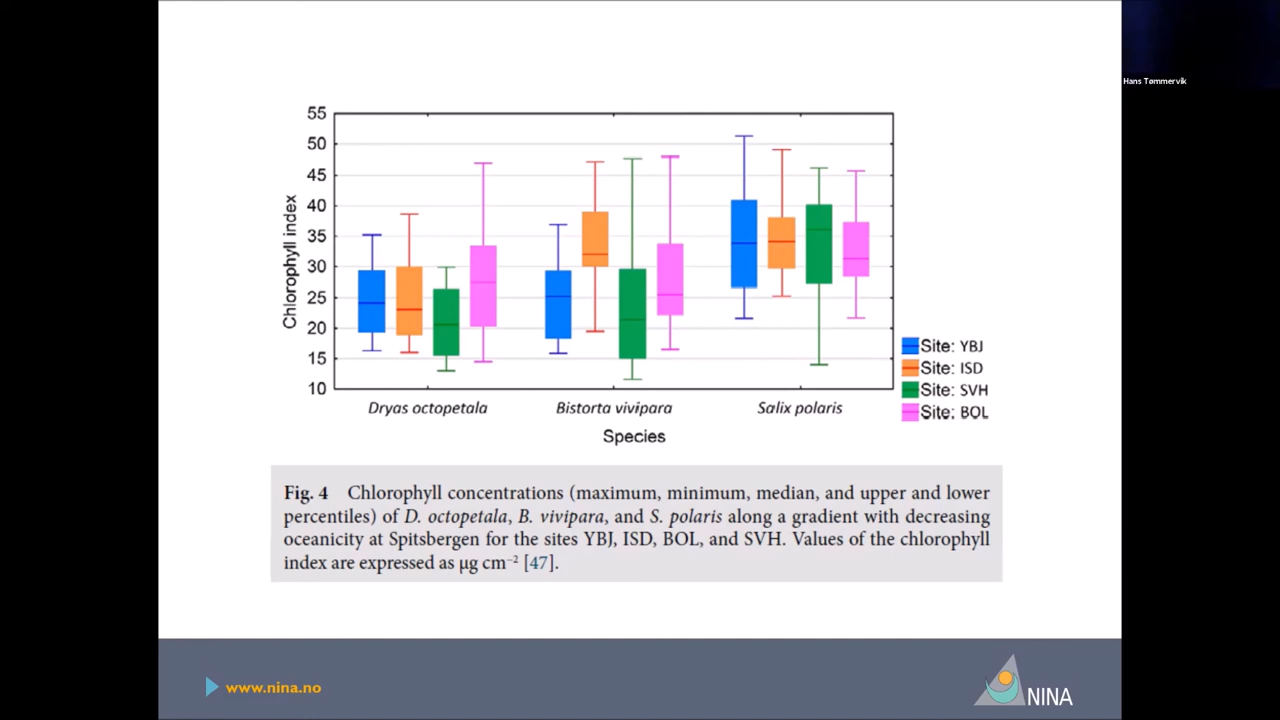 Hans Tømmervik
55
50
45
40
35
30
25
20
15
10
Chlorophyll index
Dryas octopetala
Bistorta vivipara
Salix polaris
Species
Site: YBJ
Site: ISD
Site: SVH
Site: BOL
Fig. 4 Chlorophyll concentrations (maximum, minimum, median, and upper and lower
percentiles) of D. octopetala, B. vivipara, and S. polaris along a gradient with decreasing
oceanicity at Spitsbergen for the sites YBJ, ISD, BOL, and SVH. Values of the chlorophyll
index are expressed as µg cm⁻² [47].
www.nina.no
NINA